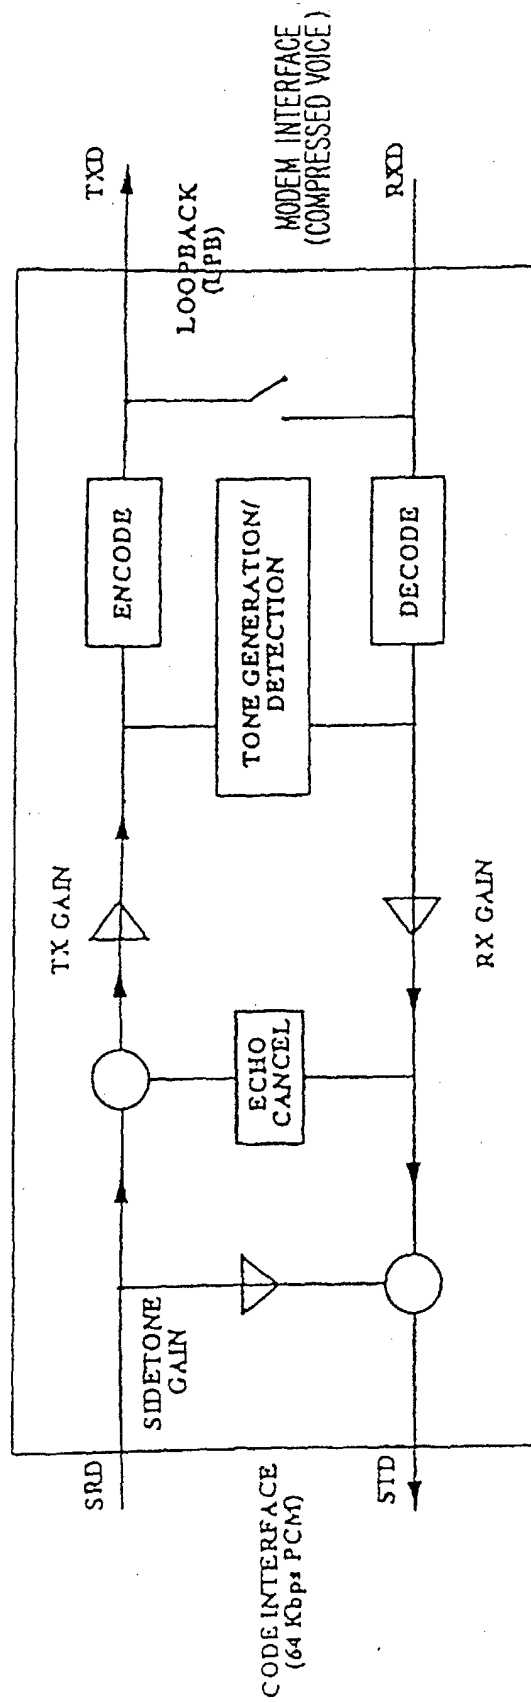 SRD
TXD
TX GAIN
ENCODE
LOOPBACK
(LPB)
SIDETONE
GAIN
ECHO
CANCEL
TONE GENERATION/
DETECTION
CODE INTERFACE
(64 Kbps PCM)
MODEM INTERFACE
(COMPRESSED VOICE)
STD
RX GAIN
DECODE
RXD